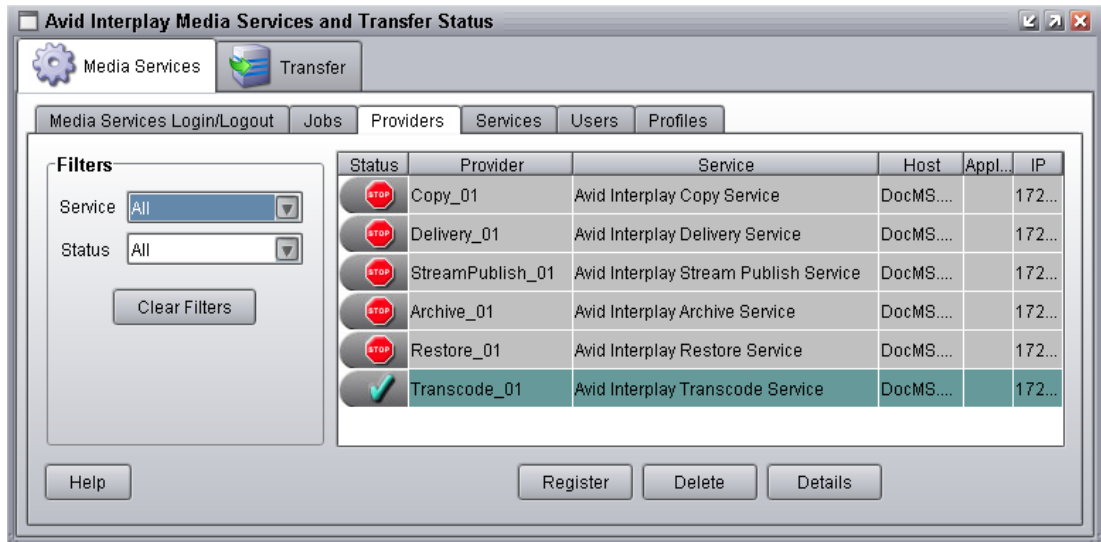 Avid Interplay Media Services and Transfer Status
Media Services Transfer
Media Services Login/Logout Jobs Providers Services Users Profiles
Filters
Service All
Status All
Clear Filters
Status Provider Service Host Appl... IP
STOP Copy_01 Avid Interplay Copy Service DocMS.... 172...
STOP Delivery_01 Avid Interplay Delivery Service DocMS.... 172...
STOP StreamPublish_01 Avid Interplay Stream Publish Service DocMS.... 172...
STOP Archive_01 Avid Interplay Archive Service DocMS.... 172...
STOP Restore_01 Avid Interplay Restore Service DocMS.... 172...
Transcode_01 Avid Interplay Transcode Service DocMS.... 172...
Help Register Delete Details